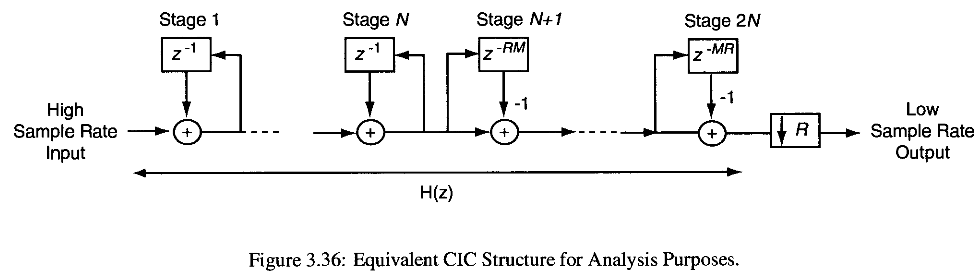 Stage 1
Stage N
Stage N+1
Stage 2N
z -1
z -1
z -RM
z -MR
-1
-1
High
Sample Rate
Input
+
+
+
+
↓ R
Low
Sample Rate
Output
H(z)
Figure 3.36: Equivalent CIC Structure for Analysis Purposes.